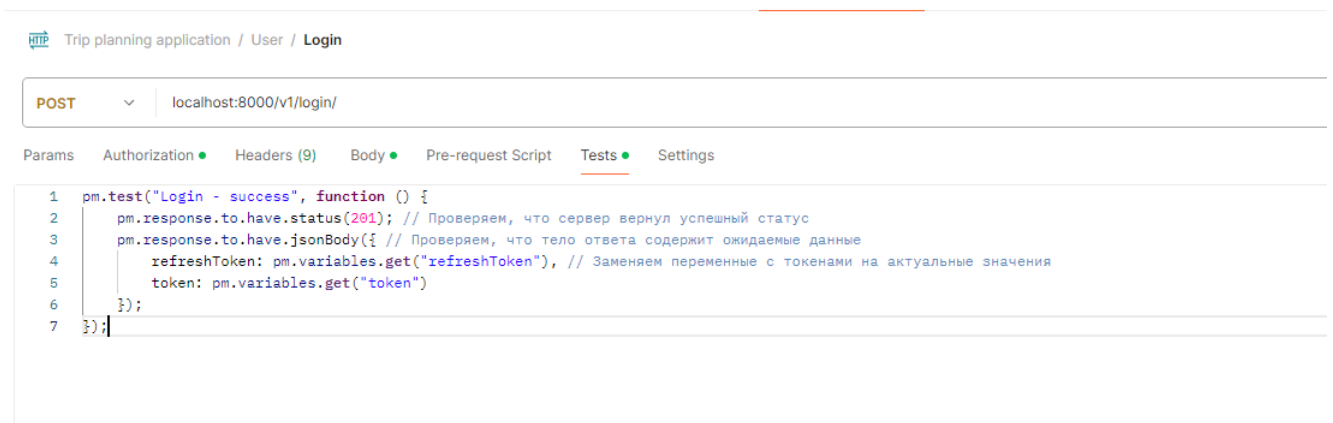 HTTP Trip planning application / User / Login
POST localhost:8000/v1/login/
Params Authorization Headers (9) Body Pre-request Script Tests Settings
1 pm.test("Login - success", function () {
2 pm.response.to.have.status(201); // Проверяем, что сервер вернул успешный статус
3 pm.response.to.have.jsonBody({ // Проверяем, что тело ответа содержит ожидаемые данные
4 refreshToken: pm.variables.get("refreshToken"), // Заменяем переменные с токенами на актуальные значения
5 token: pm.variables.get("token")
6 });
7 });